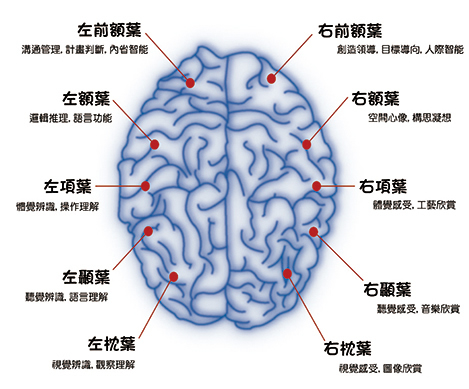 左前額葉
溝通管理, 計畫判斷, 內省智能
右前額葉
創造領導, 目標導向, 人際智能
左額葉
邏輯推理, 語言功能
右額葉
空間心像, 構思凝想
左項葉
體覺辨識, 操作理解
右項葉
體覺感受, 工藝欣賞
左顳葉
聽覺辨識, 語言理解
右顳葉
聽覺感受, 音樂欣賞
左枕葉
視覺辨識, 觀察理解
右枕葉
視覺感受, 圖像欣賞